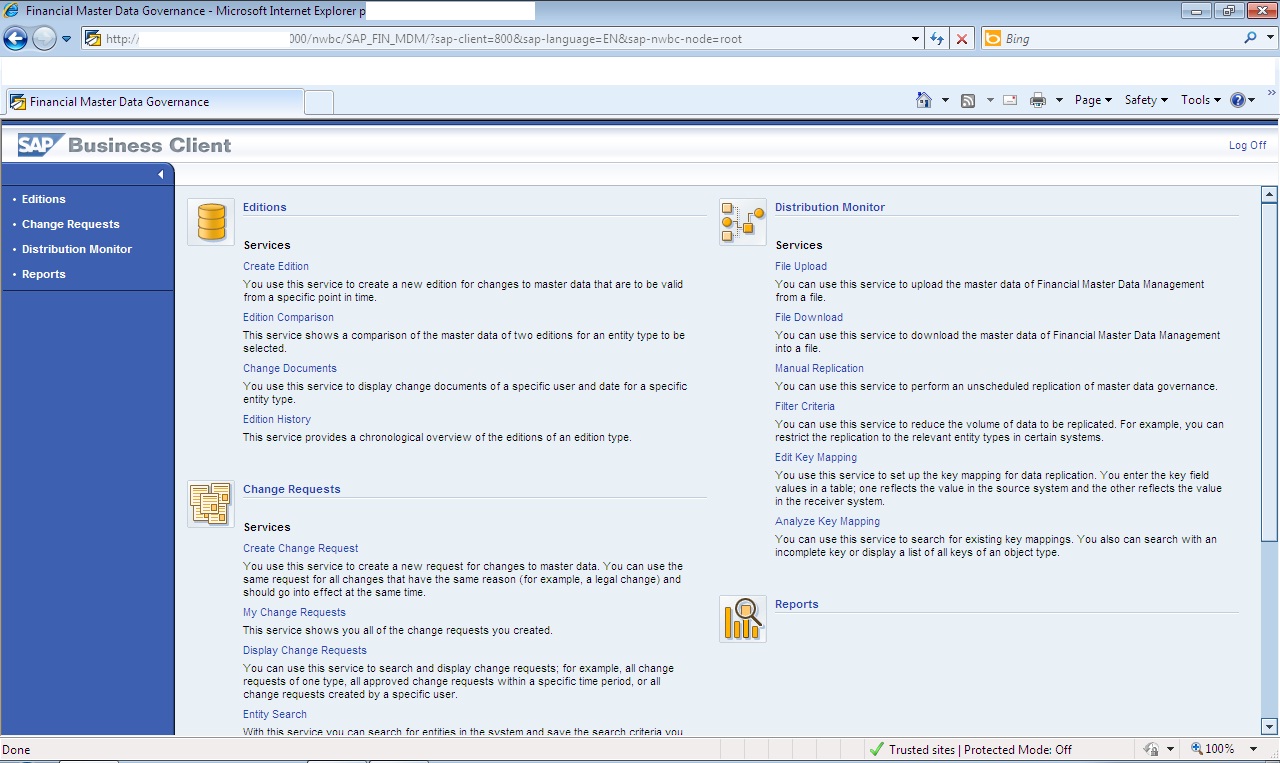 Financial Master Data Governance - Microsoft Internet Explorer p
http:// 000/nwbc/SAP_FIN_MDM/?sap-client=800&sap-language=EN&sap-nwbc-node=root
Bing
Financial Master Data Governance
Page Safety Tools
SAP Business Client
Log Off
Editions
Change Requests
Distribution Monitor
Reports
Editions
Services
Create Edition
You use this service to create a new edition for changes to master data that are to be valid
from a specific point in time.
Edition Comparison
This service shows a comparison of the master data of two editions for an entity type to be
selected.
Change Documents
You use this service to display change documents of a specific user and date for a specific
entity type.
Edition History
This service provides a chronological overview of the editions of an edition type.
Change Requests
Services
Create Change Request
You use this service to create a new request for changes to master data. You can use the
same request for all changes that have the same reason (for example, a legal change) and
should go into effect at the same time.
My Change Requests
This service shows you all of the change requests you created.
Display Change Requests
You can use this service to search and display change requests; for example, all change
requests of one type, all approved change requests within a specific time period, or all
change requests created by a specific user.
Entity Search
With this service you can search for entities in the system and save the search criteria you
Distribution Monitor
Services
File Upload
You can use this service to upload the master data of Financial Master Data Management
from a file.
File Download
You can use this service to download the master data of Financial Master Data Management
into a file.
Manual Replication
You can use this service to perform an unscheduled replication of master data governance.
Filter Criteria
You can use this service to reduce the volume of data to be replicated. For example, you can
restrict the replication to the relevant entity types in certain systems.
Edit Key Mapping
You use this service to set up the key mapping for data replication. You enter the key field
values in a table; one reflects the value in the source system and the other reflects the value
in the receiver system.
Analyze Key Mapping
You can use this service to search for existing key mappings. You also can search with an
incomplete key or display a list of all keys of an object type.
Reports
Done
Trusted sites | Protected Mode: Off
100%